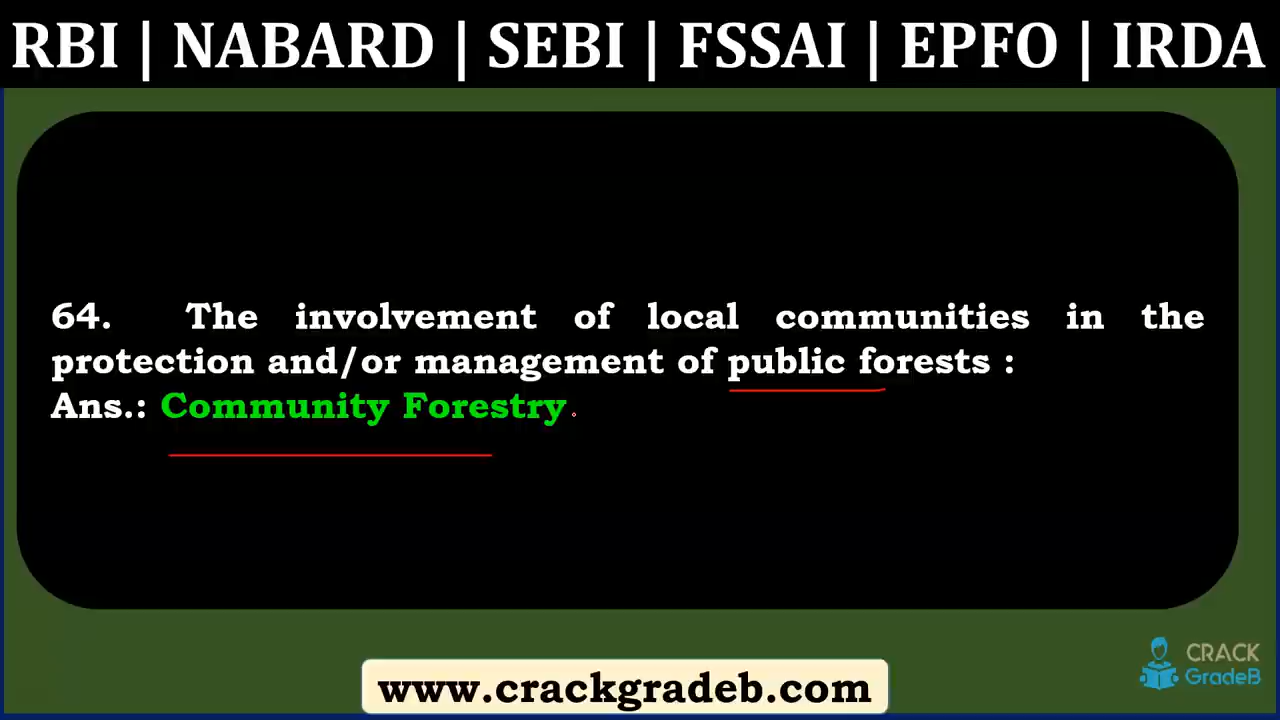 RBI | NABARD | SEBI | FSSAI | EPFO | IRDA
64. The involvement of local communities in the
protection and/or management of public forests :
Ans.: Community Forestry.
CRACK
GradeB
www.crackgradeb.com